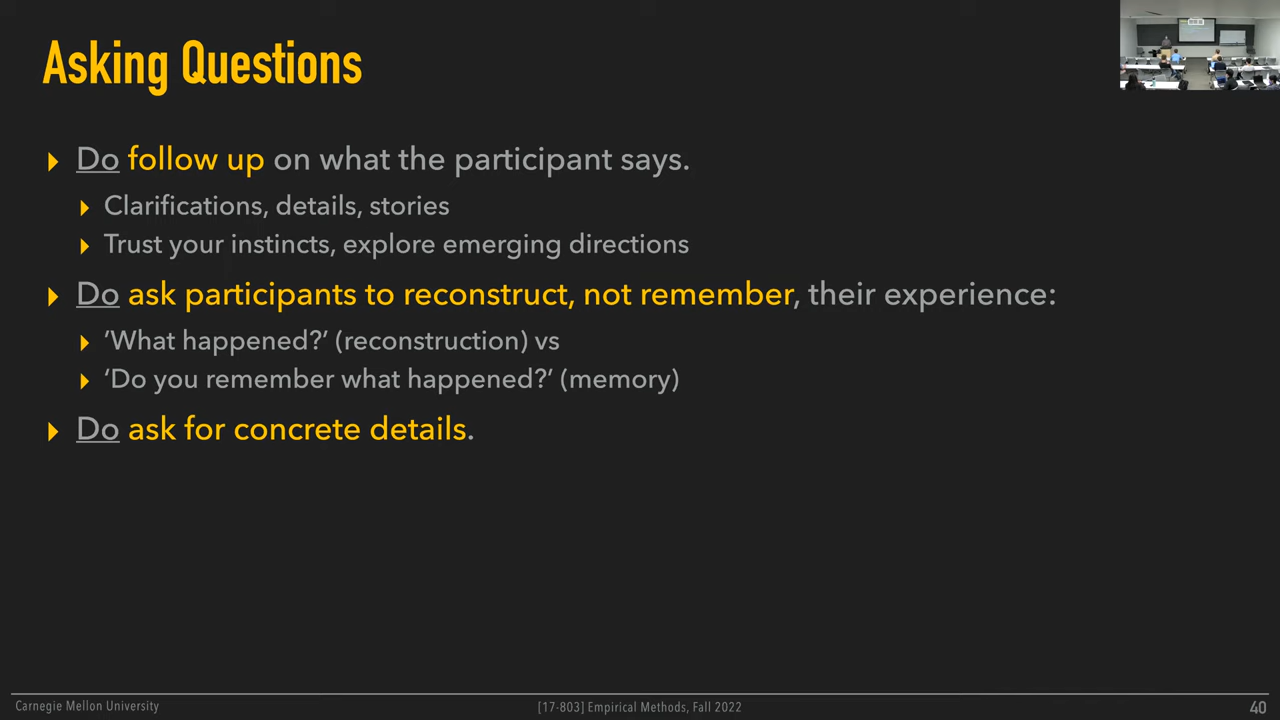 Asking Questions
Do follow up on what the participant says.
Clarifications, details, stories
Trust your instincts, explore emerging directions
Do ask participants to reconstruct, not remember, their experience:
‘What happened?’ (reconstruction) vs
‘Do you remember what happened?’ (memory)
Do ask for concrete details.
Carnegie Mellon University
[17-803] Empirical Methods, Fall 2022
40